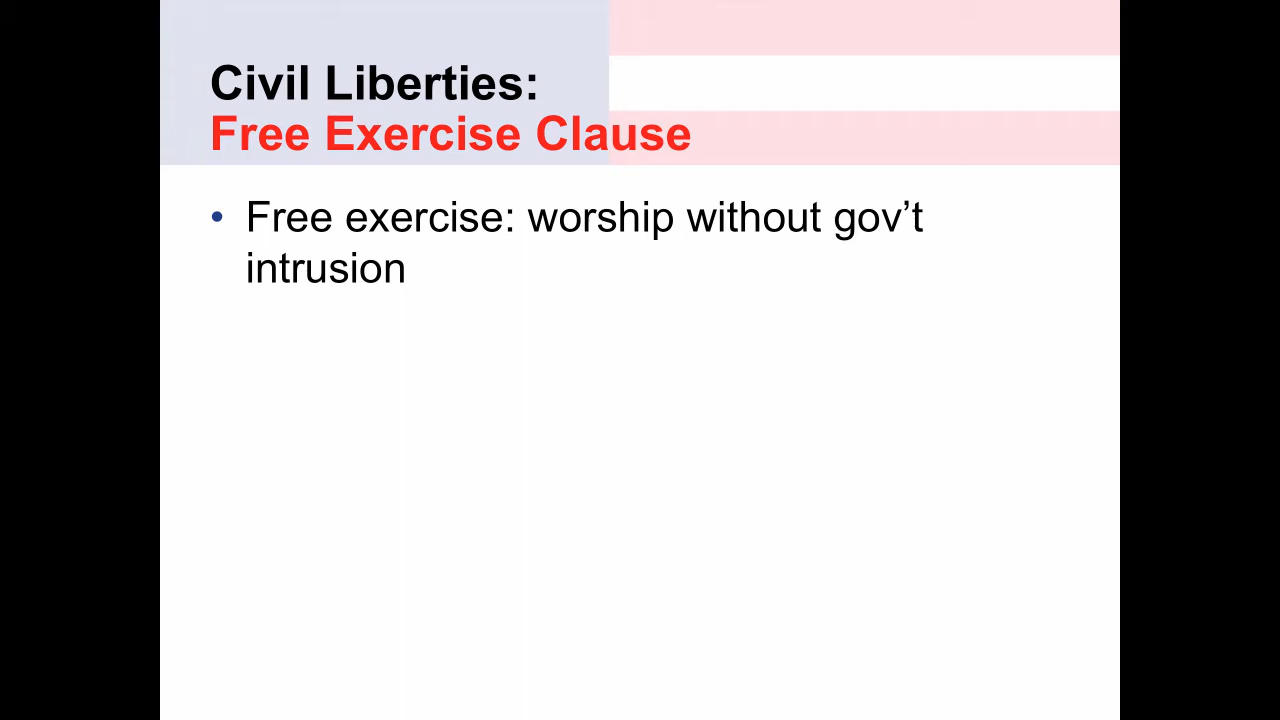 Civil Liberties:
Free Exercise Clause
• Free exercise: worship without gov’t
intrusion